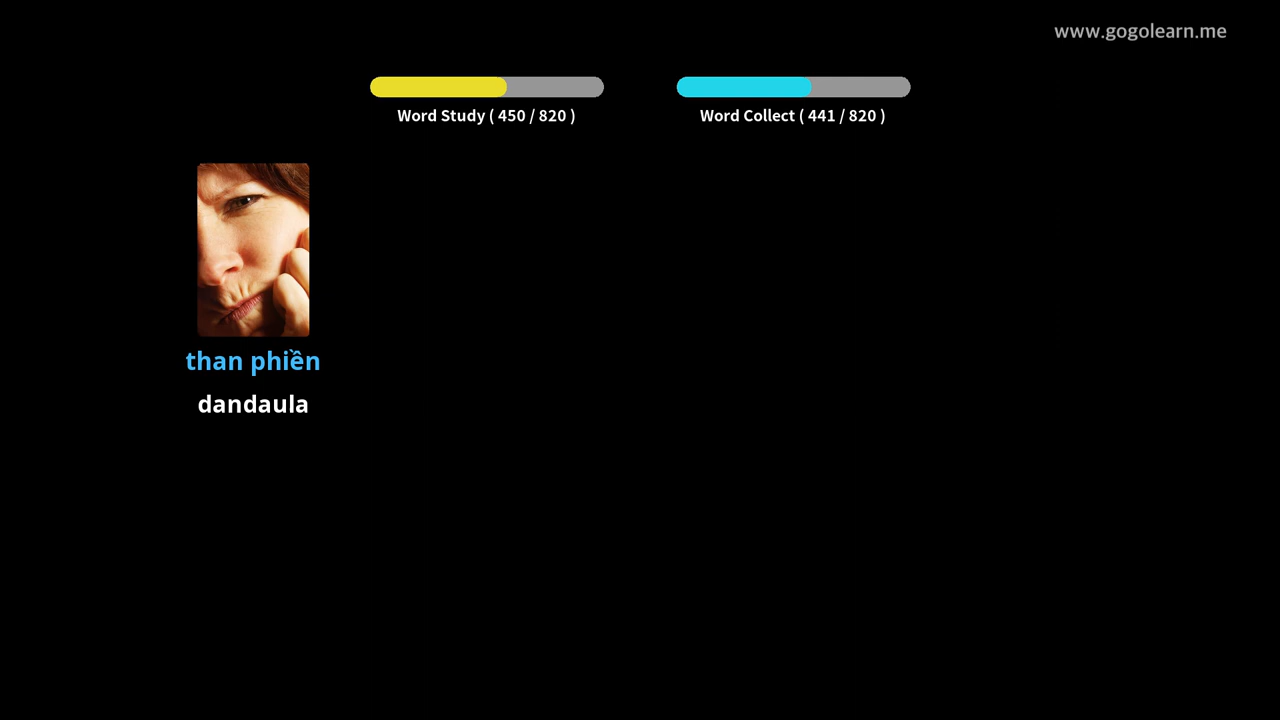 www.gogolearn.me
Word Study ( 450 / 820 )
Word Collect ( 441 / 820 )
than phiền
dandaula